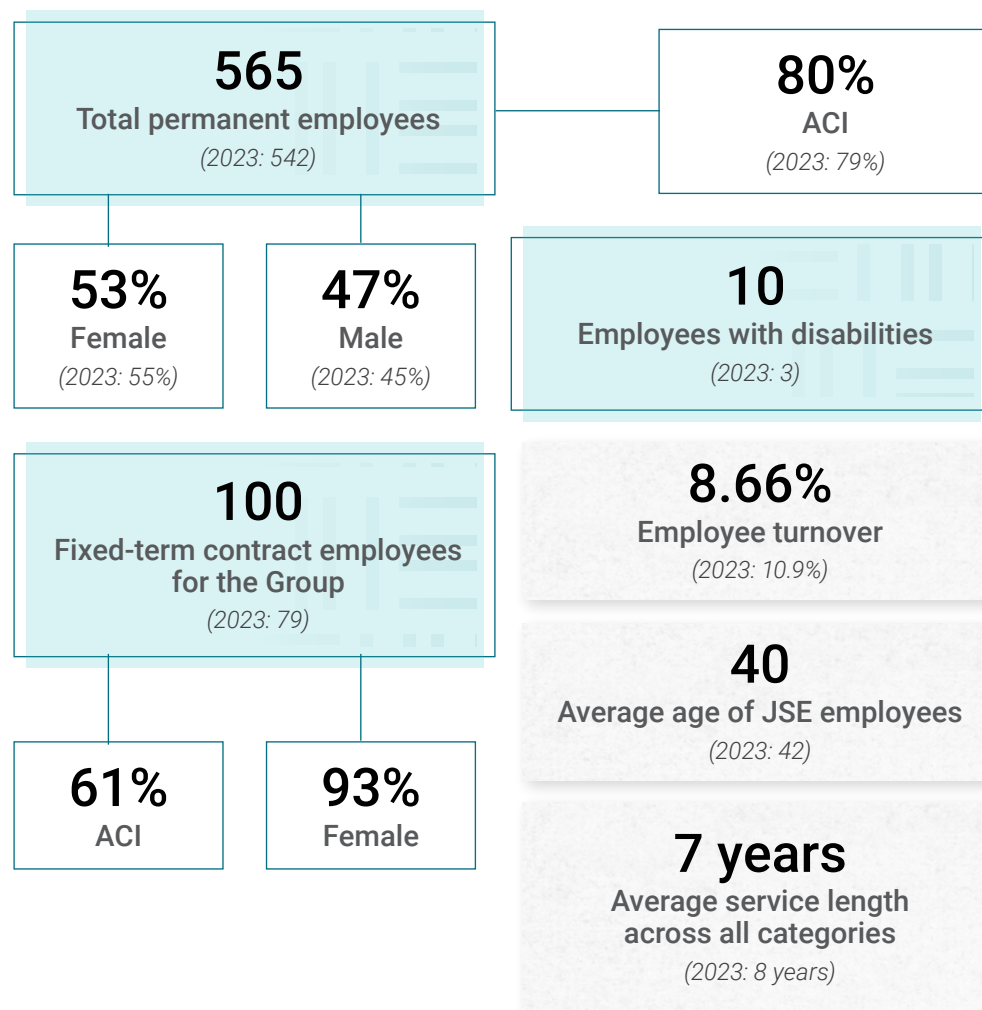 565
Total permanent employees
(2023: 542)
80%
ACI
(2023: 79%)
53%
Female
(2023: 55%)
47%
Male
(2023: 45%)
10
Employees with disabilities
(2023: 3)
100
Fixed-term contract employees
for the Group
(2023: 79)
61%
ACI
93%
Female
8.66%
Employee turnover
(2023: 10.9%)
40
Average age of JSE employees
(2023: 42)
7 years
Average service length
across all categories
(2023: 8 years)